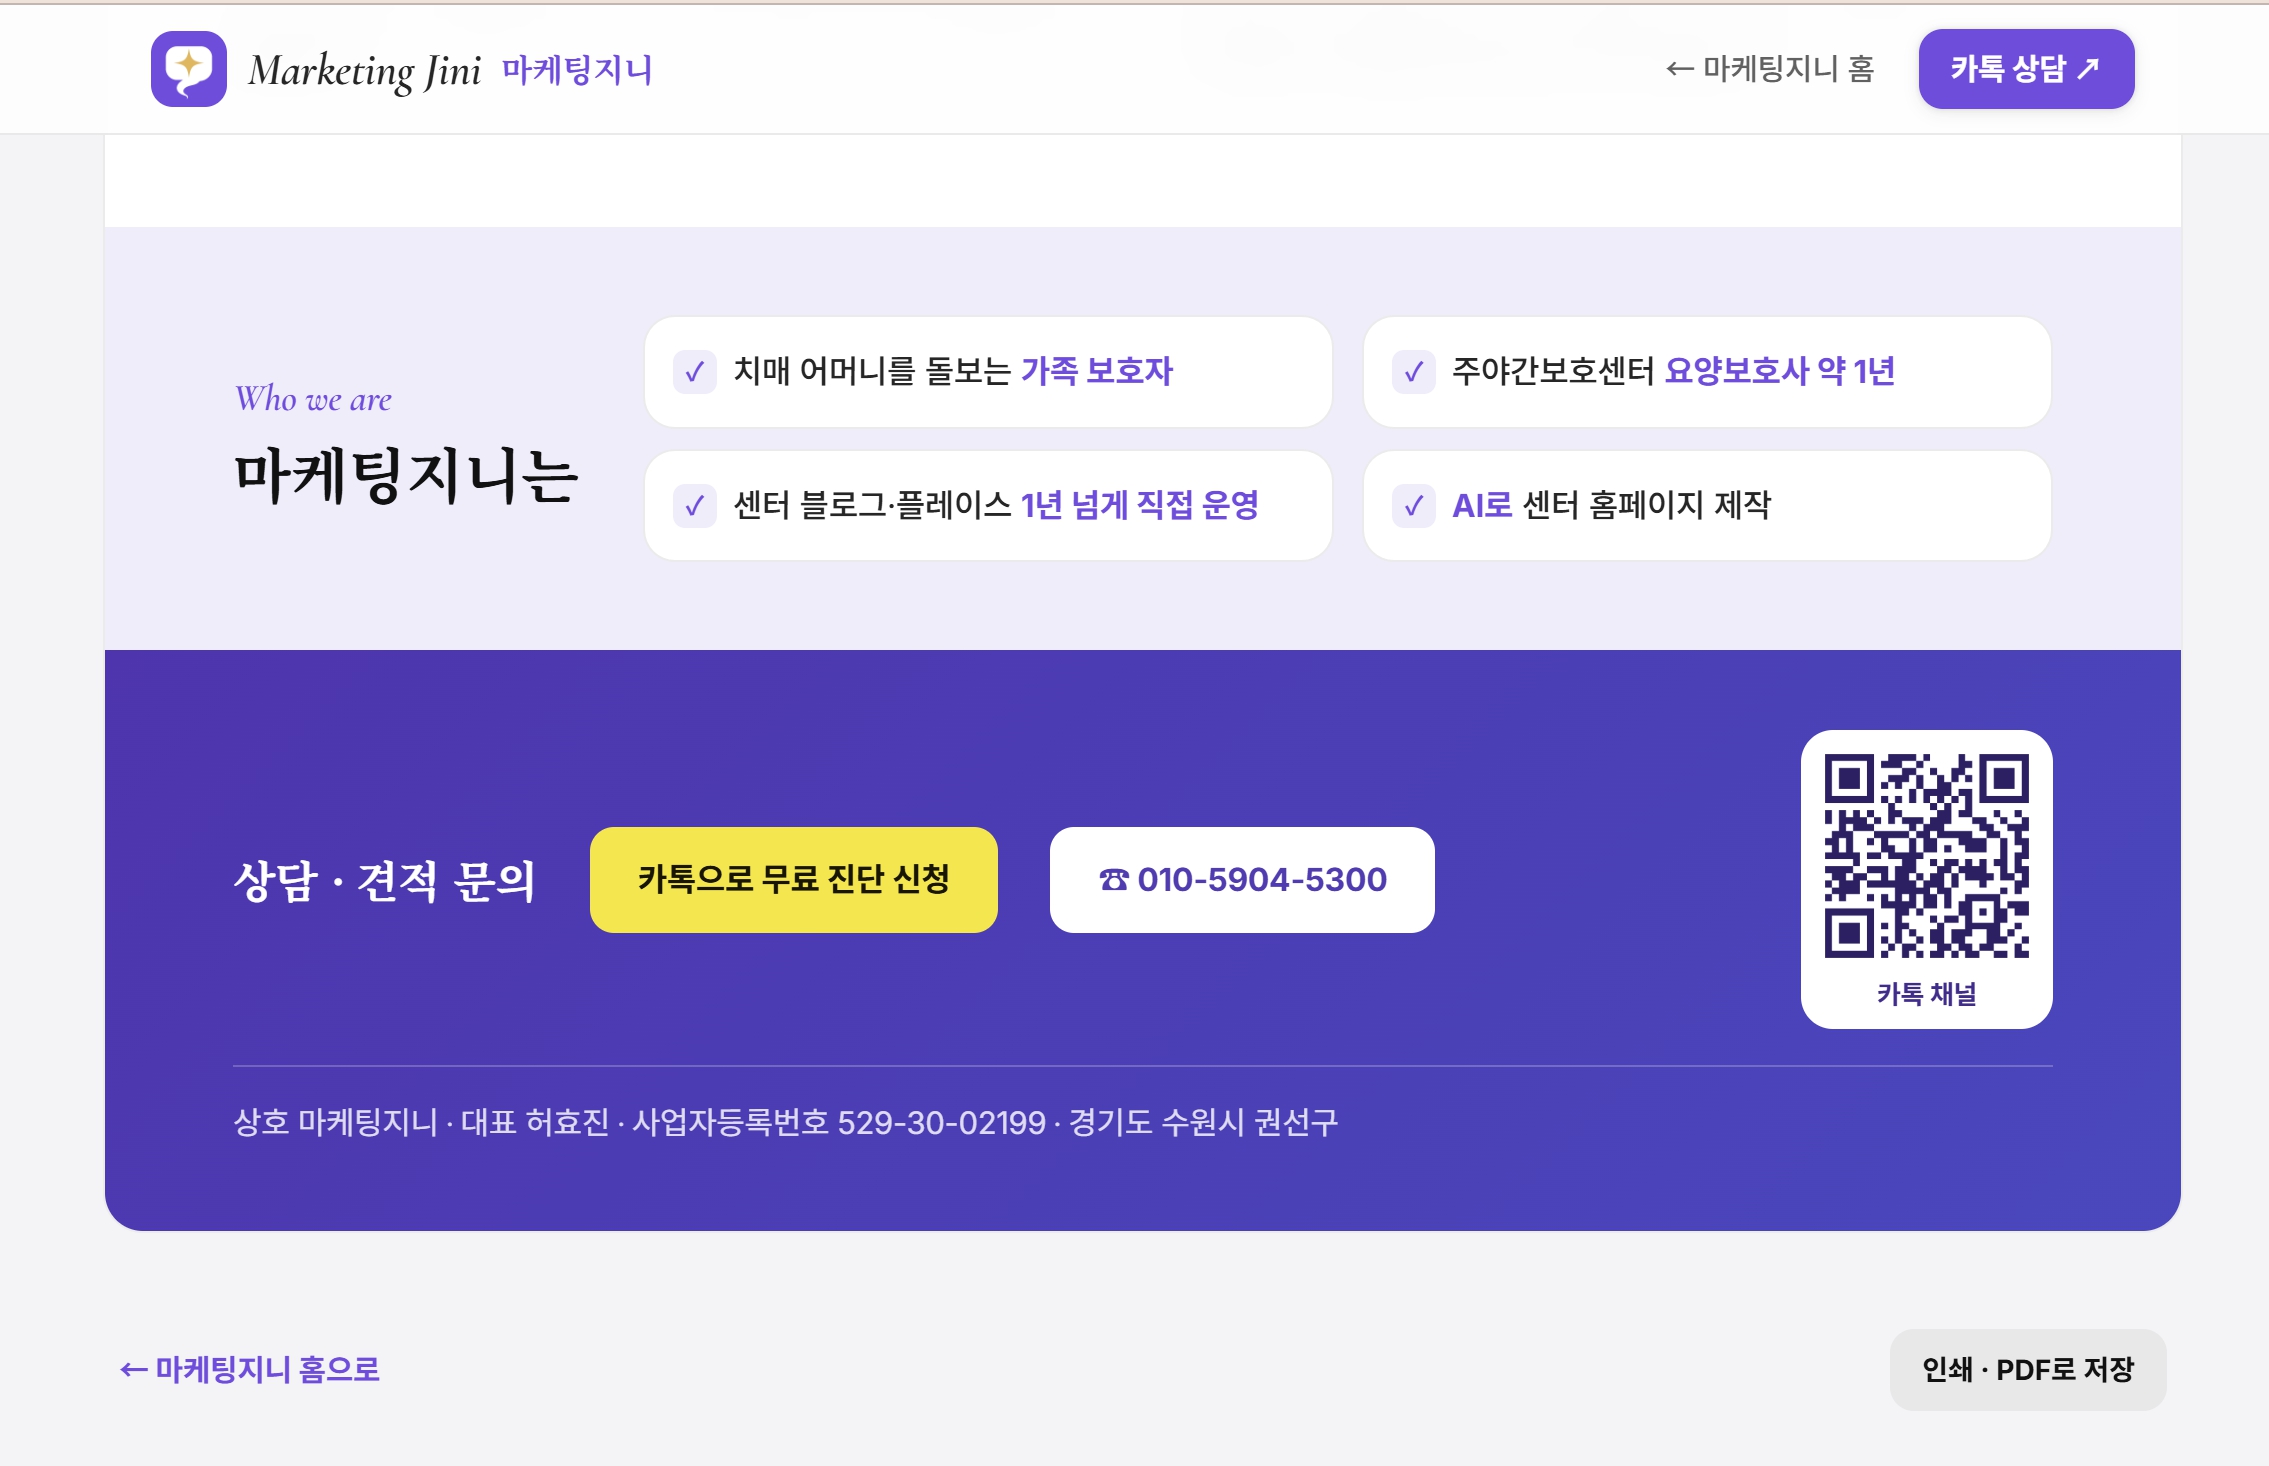 Marketing Jini 마케팅지니
← 마케팅지니 홈
카톡 상담 ↗
Who we are
마케팅지니는
✓ 치매 어머니를 돌보는 가족 보호자
✓ 주야간보호센터 요양보호사 약 1년
✓ 센터 블로그·플레이스 1년 넘게 직접 운영
✓ AI로 센터 홈페이지 제작
상담 · 견적 문의
카톡으로 무료 진단 신청
☎ 010-5904-5300
카톡 채널
상호 마케팅지니 · 대표 허효진 · 사업자등록번호 529-30-02199 · 경기도 수원시 권선구
← 마케팅지니 홈으로
인쇄 · PDF로 저장